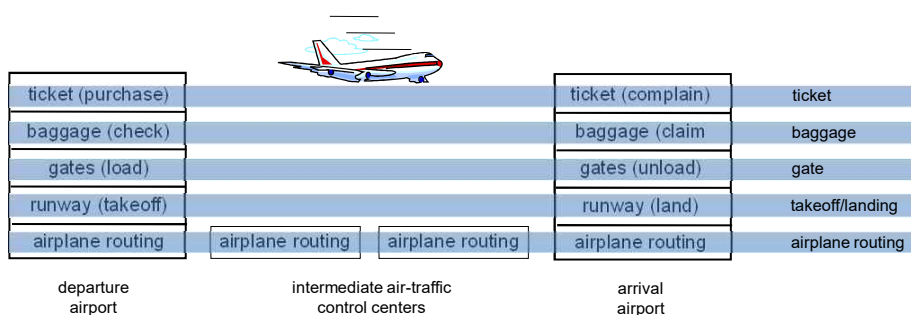 ticket (purchase) ticket (complain) ticket
baggage (check) baggage (claim baggage
gates (load) gates (unload) gate
runway (takeoff) runway (land) takeoff/landing
airplane routing airplane routing airplane routing airplane routing airplane routing
departure intermediate air-traffic arrival
airport control centers airport